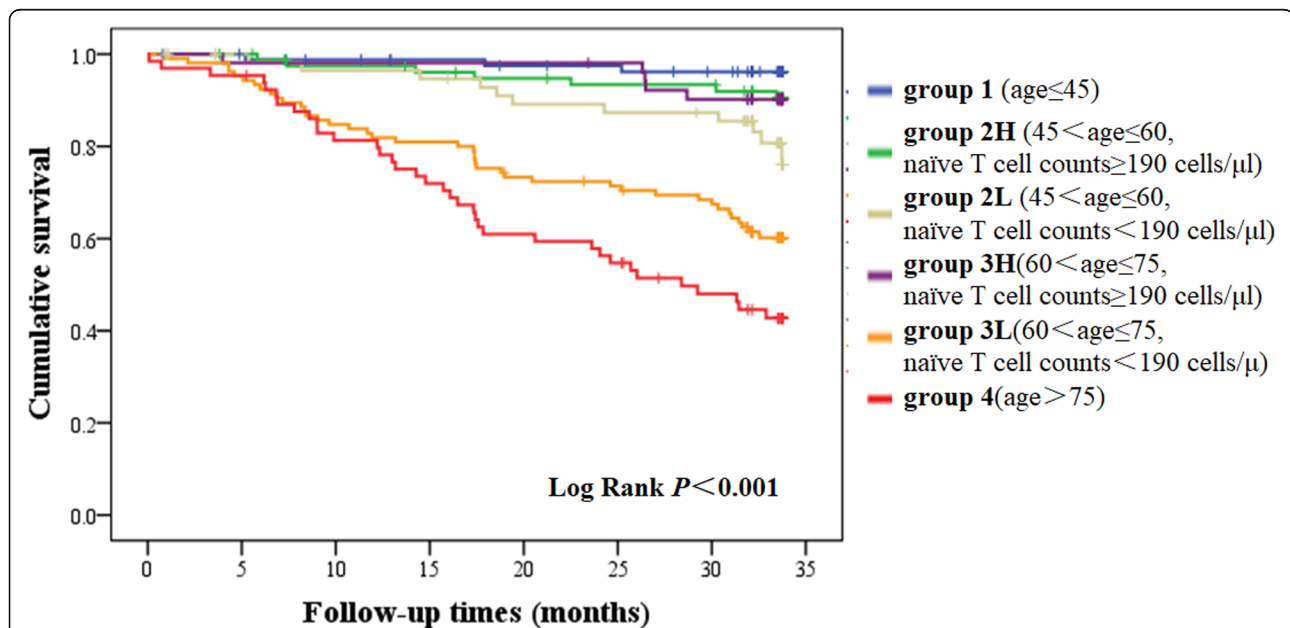 1.0
0.8
0.6
0.4
0.2
0.0
Cumulative survival
0 5 10 15 20 25 30 35
Follow-up times (months)
Log Rank P<0.001
group 1 (age≤45)
group 2H (45<age≤60,
naïve T cell counts≥190 cells/μl)
group 2L (45<age≤60,
naïve T cell counts<190 cells/μl)
group 3H(60<age≤75,
naïve T cell counts≥190 cells/μl)
group 3L(60<age≤75,
naïve T cell counts<190 cells/μ)
group 4(age>75)